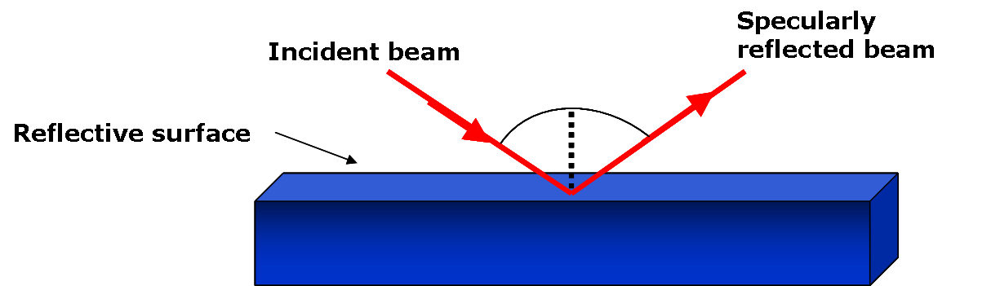 Specularly
reflected beam
Incident beam
Reflective surface